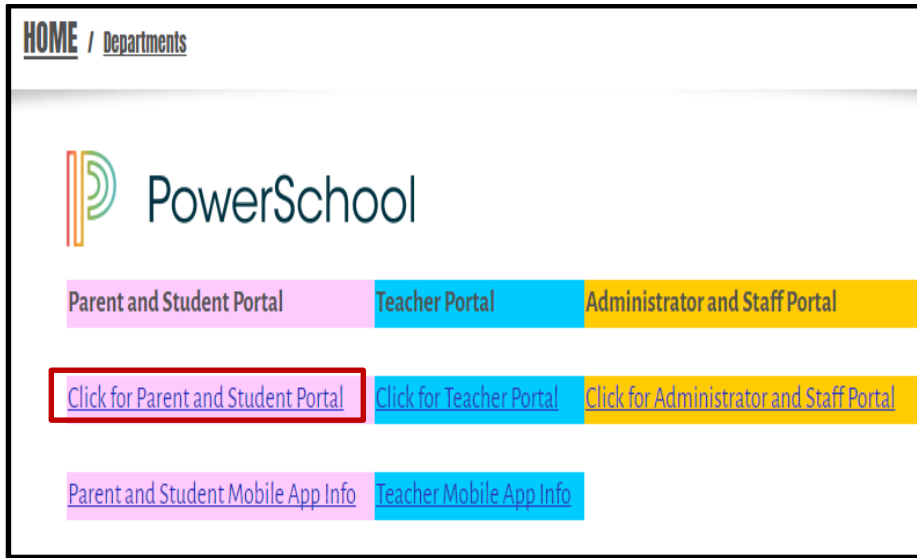 HOME / Departments
PowerSchool
Parent and Student Portal Teacher Portal Administrator and Staff Portal
Click for Parent and Student Portal Click for Teacher Portal Click for Administrator and Staff Portal
Parent and Student Mobile App Info Teacher Mobile App Info